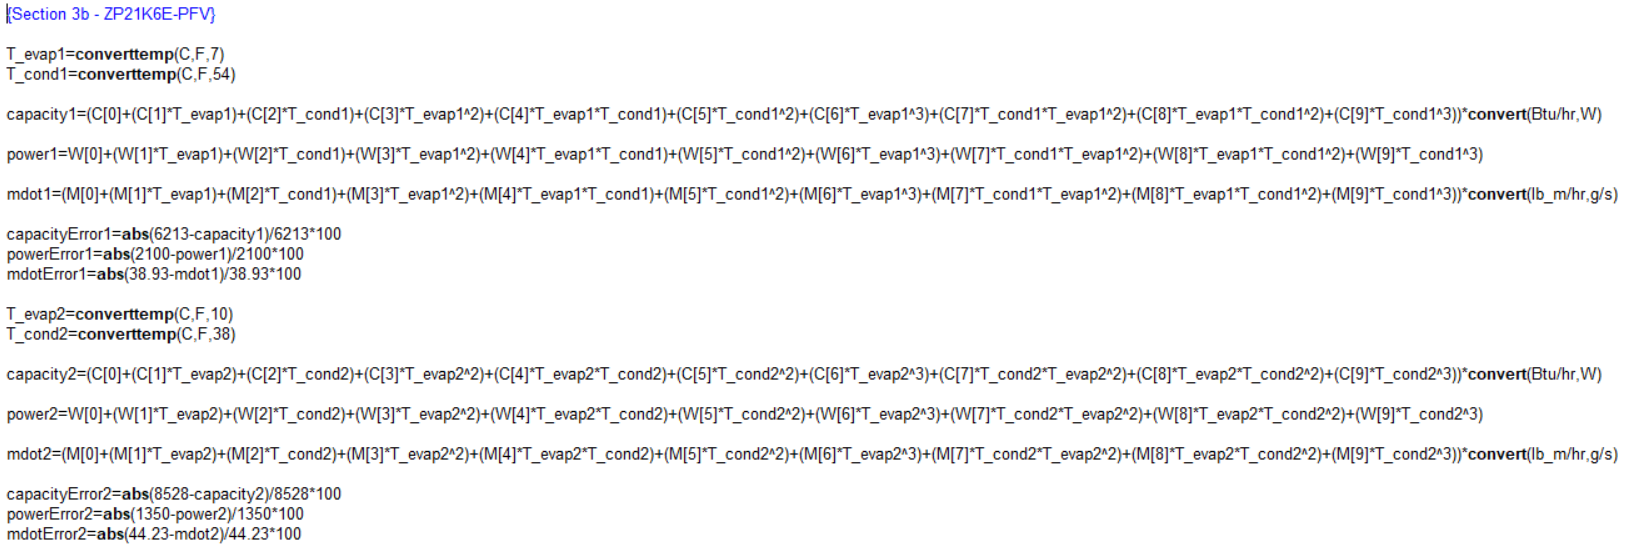 {Section 3b - ZP21K6E-PFV}
T_evap1=converttemp(C,F,7)
T_cond1=converttemp(C,F,54)
capacity1=(C[0]+(C[1]*T_evap1)+(C[2]*T_cond1)+(C[3]*T_evap1^2)+(C[4]*T_evap1*T_cond1)+(C[5]*T_cond1^2)+(C[6]*T_evap1^3)+(C[7]*T_cond1*T_evap1^2)+(C[8]*T_evap1*T_cond1^2)+(C[9]*T_cond1^3))*convert(Btu/hr,W)
power1=W[0]+(W[1]*T_evap1)+(W[2]*T_cond1)+(W[3]*T_evap1^2)+(W[4]*T_evap1*T_cond1)+(W[5]*T_cond1^2)+(W[6]*T_evap1^3)+(W[7]*T_cond1*T_evap1^2)+(W[8]*T_evap1*T_cond1^2)+(W[9]*T_cond1^3)
mdot1=(M[0]+(M[1]*T_evap1)+(M[2]*T_cond1)+(M[3]*T_evap1^2)+(M[4]*T_evap1*T_cond1)+(M[5]*T_cond1^2)+(M[6]*T_evap1^3)+(M[7]*T_cond1*T_evap1^2)+(M[8]*T_evap1*T_cond1^2)+(M[9]*T_cond1^3))*convert(lb_m/hr,g/s)
capacityError1=abs(6213-capacity1)/6213*100
powerError1=abs(2100-power1)/2100*100
mdotError1=abs(38.93-mdot1)/38.93*100
T_evap2=converttemp(C,F,10)
T_cond2=converttemp(C,F,38)
capacity2=(C[0]+(C[1]*T_evap2)+(C[2]*T_cond2)+(C[3]*T_evap2^2)+(C[4]*T_evap2*T_cond2)+(C[5]*T_cond2^2)+(C[6]*T_evap2^3)+(C[7]*T_cond2*T_evap2^2)+(C[8]*T_evap2*T_cond2^2)+(C[9]*T_cond2^3))*convert(Btu/hr,W)
power2=W[0]+(W[1]*T_evap2)+(W[2]*T_cond2)+(W[3]*T_evap2^2)+(W[4]*T_evap2*T_cond2)+(W[5]*T_cond2^2)+(W[6]*T_evap2^3)+(W[7]*T_cond2*T_evap2^2)+(W[8]*T_evap2*T_cond2^2)+(W[9]*T_cond2^3)
mdot2=(M[0]+(M[1]*T_evap2)+(M[2]*T_cond2)+(M[3]*T_evap2^2)+(M[4]*T_evap2*T_cond2)+(M[5]*T_cond2^2)+(M[6]*T_evap2^3)+(M[7]*T_cond2*T_evap2^2)+(M[8]*T_evap2*T_cond2^2)+(M[9]*T_cond2^3))*convert(lb_m/hr,g/s)
capacityError2=abs(8528-capacity2)/8528*100
powerError2=abs(1350-power2)/1350*100
mdotError2=abs(44.23-mdot2)/44.23*100